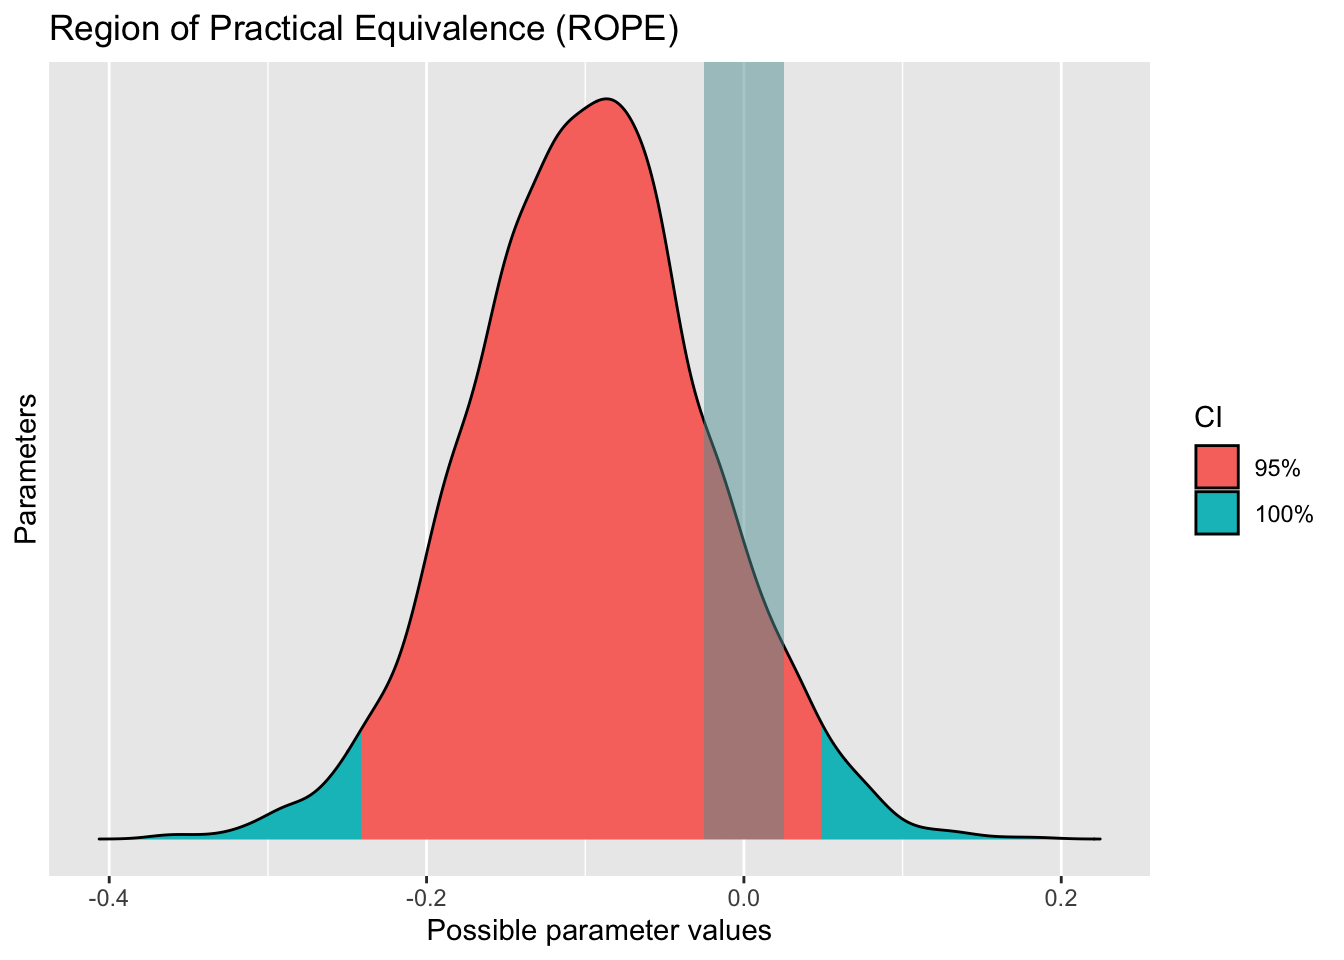 Region of Practical Equivalence (ROPE)
Parameters
CI
95%
100%
-0.4
-0.2
0.0
0.2
Possible parameter values